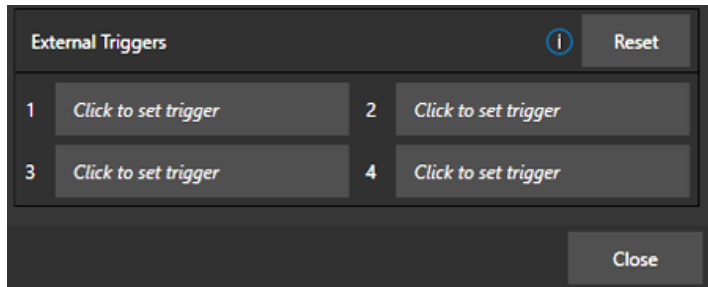 External Triggers i Reset
1 Click to set trigger 2 Click to set trigger
3 Click to set trigger 4 Click to set trigger
Close